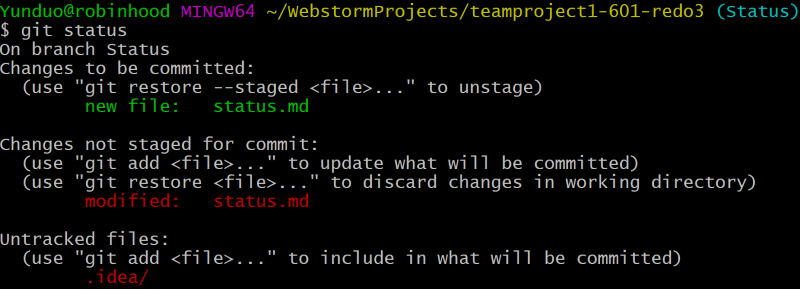 Yunduo@robinhood MINGW64 ~/WebstormProjects/teamproject1-601-redo3 (Status)
$ git status
On branch Status
Changes to be committed:
  (use "git restore --staged <file>..." to unstage)
        new file:   status.md

Changes not staged for commit:
  (use "git add <file>..." to update what will be committed)
  (use "git restore <file>..." to discard changes in working directory)
        modified:   status.md

Untracked files:
  (use "git add <file>..." to include in what will be committed)
        .idea/